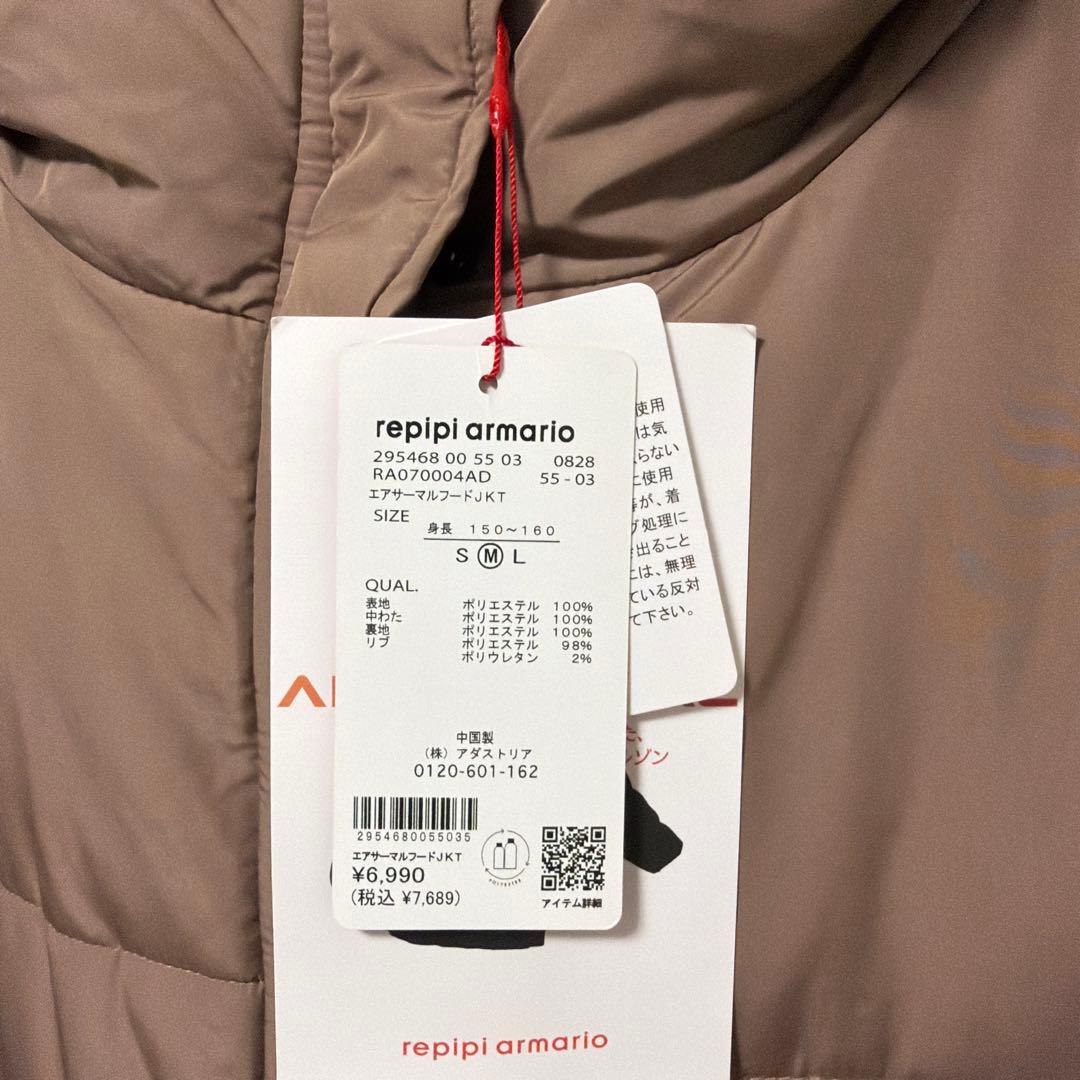 repipi armario
295468 00 55 03 0828
RA070004AD 55-03
エアサーマルフードJKT
SIZE
身長 150~160
S M L
QUAL.
表地 ポリエステル 100%
中わた ポリエステル 100%
裏地 ポリエステル 100%
リブ ポリエステル 98%
ポリウレタン 2%
中国製
(株)アダストリア
0120-601-162
2954680055035
エアサーマルフードJKT
¥6,990
(税込 ¥7,689)
アイテム詳細
使用
は気
らない
使用
が、着
処理に
出ること
は、無理
ている反対
て下さい。
ゾン
repipi armario